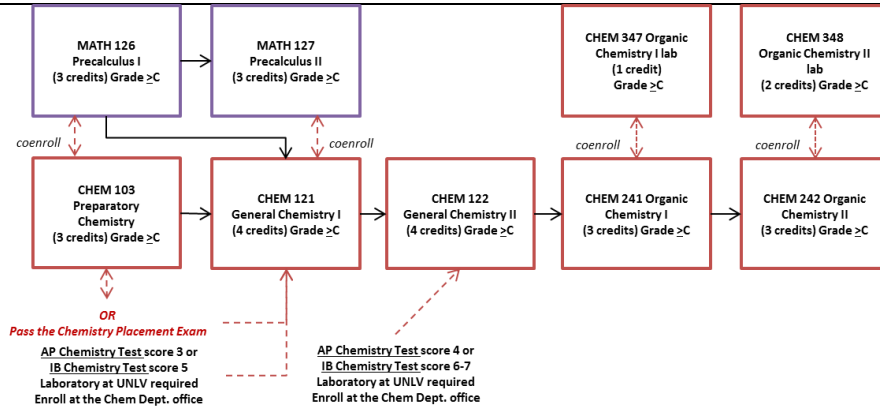 MATH 126
Precalculus I
(3 credits) Grade ≥C
MATH 127
Precalculus II
(3 credits) Grade ≥C
CHEM 347 Organic
Chemistry I lab
(1 credit)
Grade ≥C
CHEM 348
Organic Chemistry II
lab
(2 credits) Grade ≥C
coenroll
coenroll
coenroll
coenroll
CHEM 103
Preparatory
Chemistry
(3 credits) Grade ≥C
CHEM 121
General Chemistry I
(4 credits) Grade ≥C
CHEM 122
General Chemistry II
(4 credits) Grade ≥C
CHEM 241 Organic
Chemistry I
(3 credits) Grade ≥C
CHEM 242 Organic
Chemistry II
(3 credits) Grade ≥C
OR
Pass the Chemistry Placement Exam
AP Chemistry Test score 3 or
IB Chemistry Test score 5
Laboratory at UNLV required
Enroll at the Chem Dept. office
AP Chemistry Test score 4 or
IB Chemistry Test score 6-7
Laboratory at UNLV required
Enroll at the Chem Dept. office